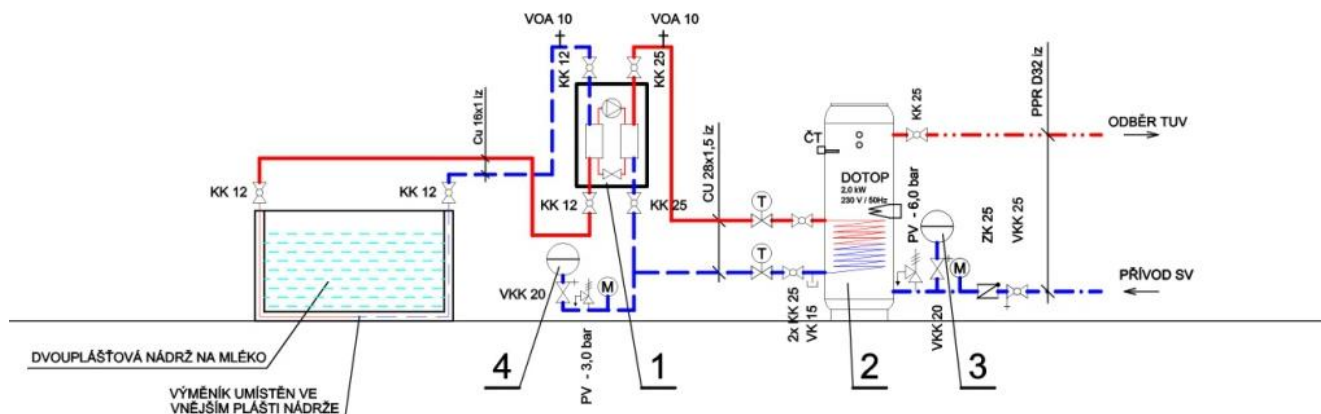 VOA 10
VOA 10
KK 12
KK 25
Cu 16x1 Iz
KK 12
KK 12
KK 12
KK 25
CU 28x1,5 Iz
T
T
ČT
KK 25
PPR D32 Iz
ODBĚR TUV
DOTOP
2,0 kW
230 V / 50Hz
PV - 6,0 bar
ZK 25
VKK 25
M
PŘÍVOD SV
VKK 20
M
PV - 3,0 bar
2x KK 25
VK 15
VKK 20
4
1
2
3
DVOUPLÁŠŤOVÁ NÁDRŽ NA MLÉKO
VÝMĚNÍK UMÍSTĚN VE
VNĚJŠÍM PLÁŠTI NÁDRŽE